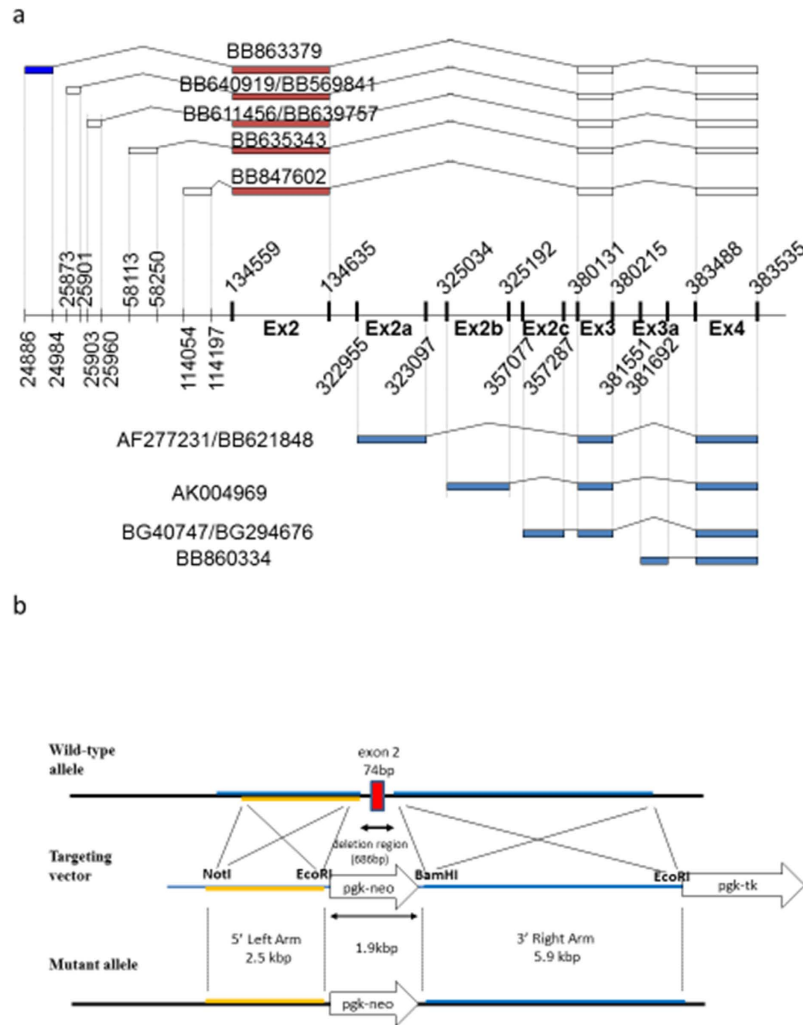 a
BB863379
BB640919/BB569841
BB611456/BB639757
BB635343
BB847602
25873
25901
58113
58250
134559
134635
325034
325192
380131
380215
383488
383535
Ex2
Ex2a
Ex2b
Ex2c
Ex3
Ex3a
Ex4
24886
24984
25903
25960
114054
114197
322955
323097
357077
357287
381551
381692
AF277231/BB621848
AK004969
BG40747/BG294676
BB860334
b
Wild-type
allele
exon 2
74bp
deletion region
(686bp)
Targeting
vector
NotI
EcoRI
pgk-neo
BamHI
EcoRI
pgk-tk
5' Left Arm
2.5 kbp
1.9kbp
3' Right Arm
5.9 kbp
Mutant allele
pgk-neo